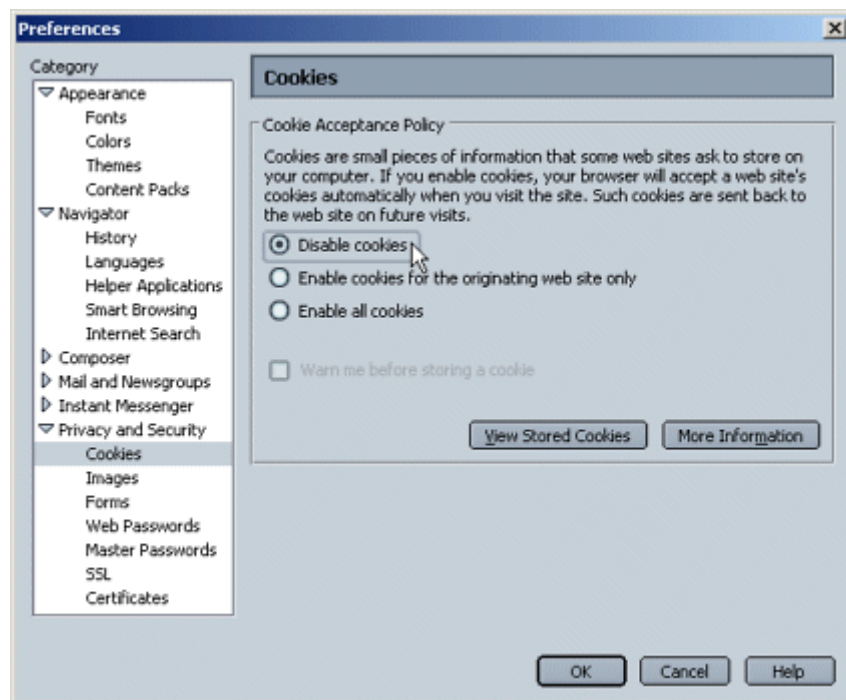 Preferences
Category
Appearance
Fonts
Colors
Themes
Content Packs
Navigator
History
Languages
Helper Applications
Smart Browsing
Internet Search
Composer
Mail and Newsgroups
Instant Messenger
Privacy and Security
Cookies
Images
Forms
Web Passwords
Master Passwords
SSL
Certificates
Cookies
Cookie Acceptance Policy
Cookies are small pieces of information that some web sites ask to store on
your computer. If you enable cookies, your browser will accept a web site's
cookies automatically when you visit the site. Such cookies are sent back to
the web site on future visits.
Disable cookies
Enable cookies for the originating web site only
Enable all cookies
Warn me before storing a cookie
View Stored Cookies More Information
OK Cancel Help